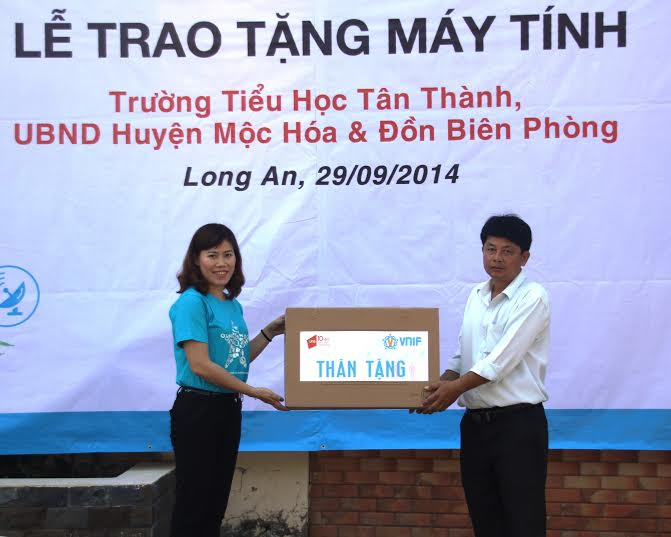 LỄ TRAO TẶNG MÁY TÍNH
Trường Tiểu Học Tân Thành,
UBND Huyện Mộc Hóa & Đồn Biên Phòng
Long An, 29/09/2014
10
VNIF
THÂN TẶNG